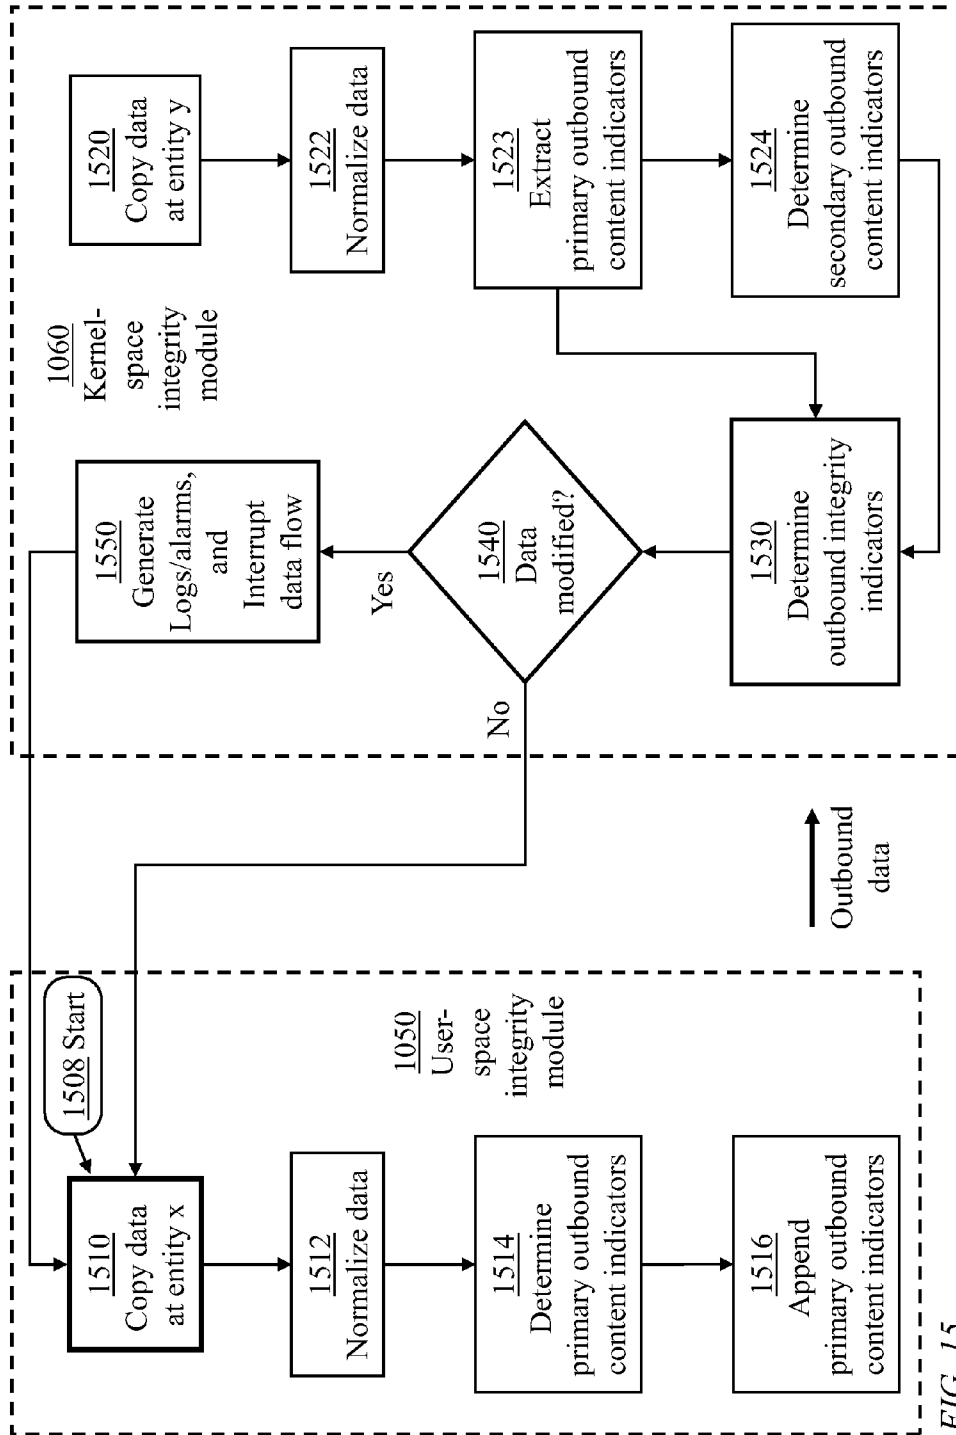 1508 Start
1510
Copy data
at entity x
1512
Normalize data
1514
Determine
primary outbound
content indicators
1516
Append
primary outbound
content indicators
1050 User-
space
integrity
module
Outbound
data
1060
Kernel-
space
integrity
module
1520
Copy data
at entity y
1522
Normalize data
1523
Extract
primary outbound
content indicators
1524
Determine
secondary outbound
content indicators
1530
Determine
outbound integrity
indicators
1540
Data
modified?
Yes
No
1550
Generate
Logs/alarms,
and
Interrupt
data flow
FIG. 15